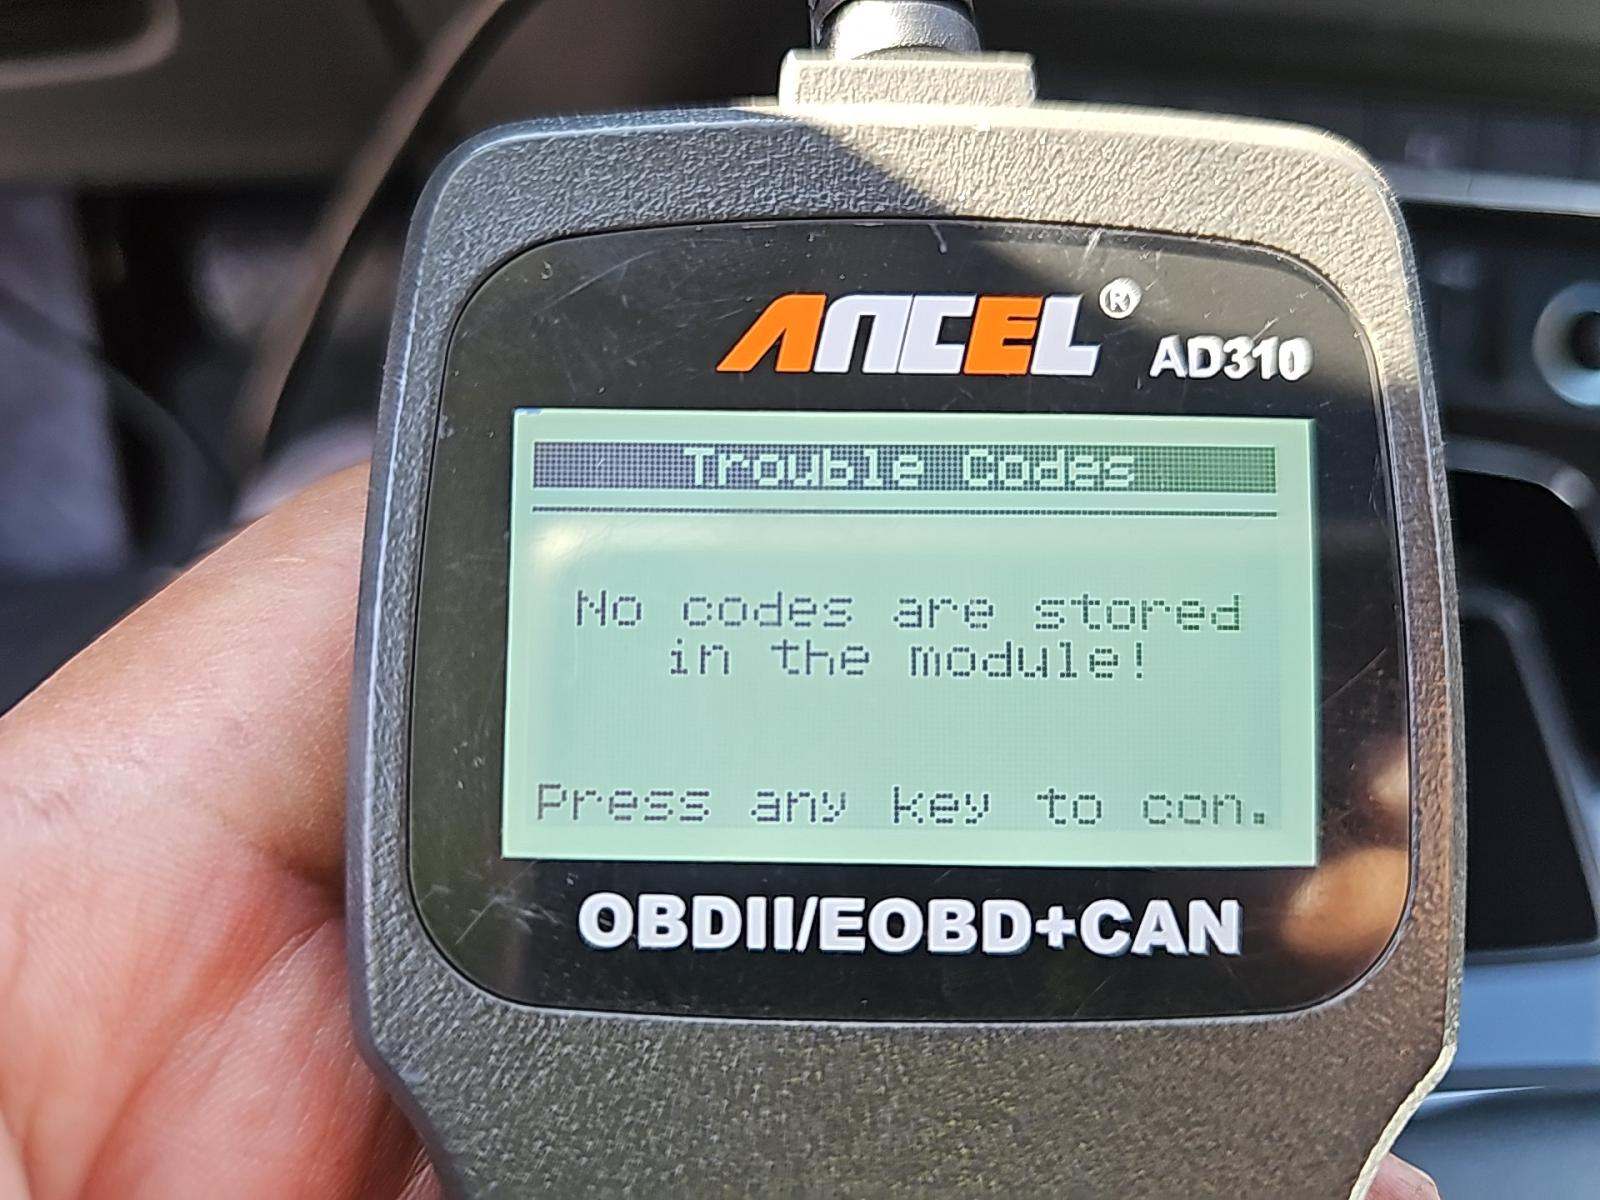 ANCEL® AD310
Trouble Codes
No codes are stored
in the module!
Press any key to con.
OBDII/EOBD+CAN